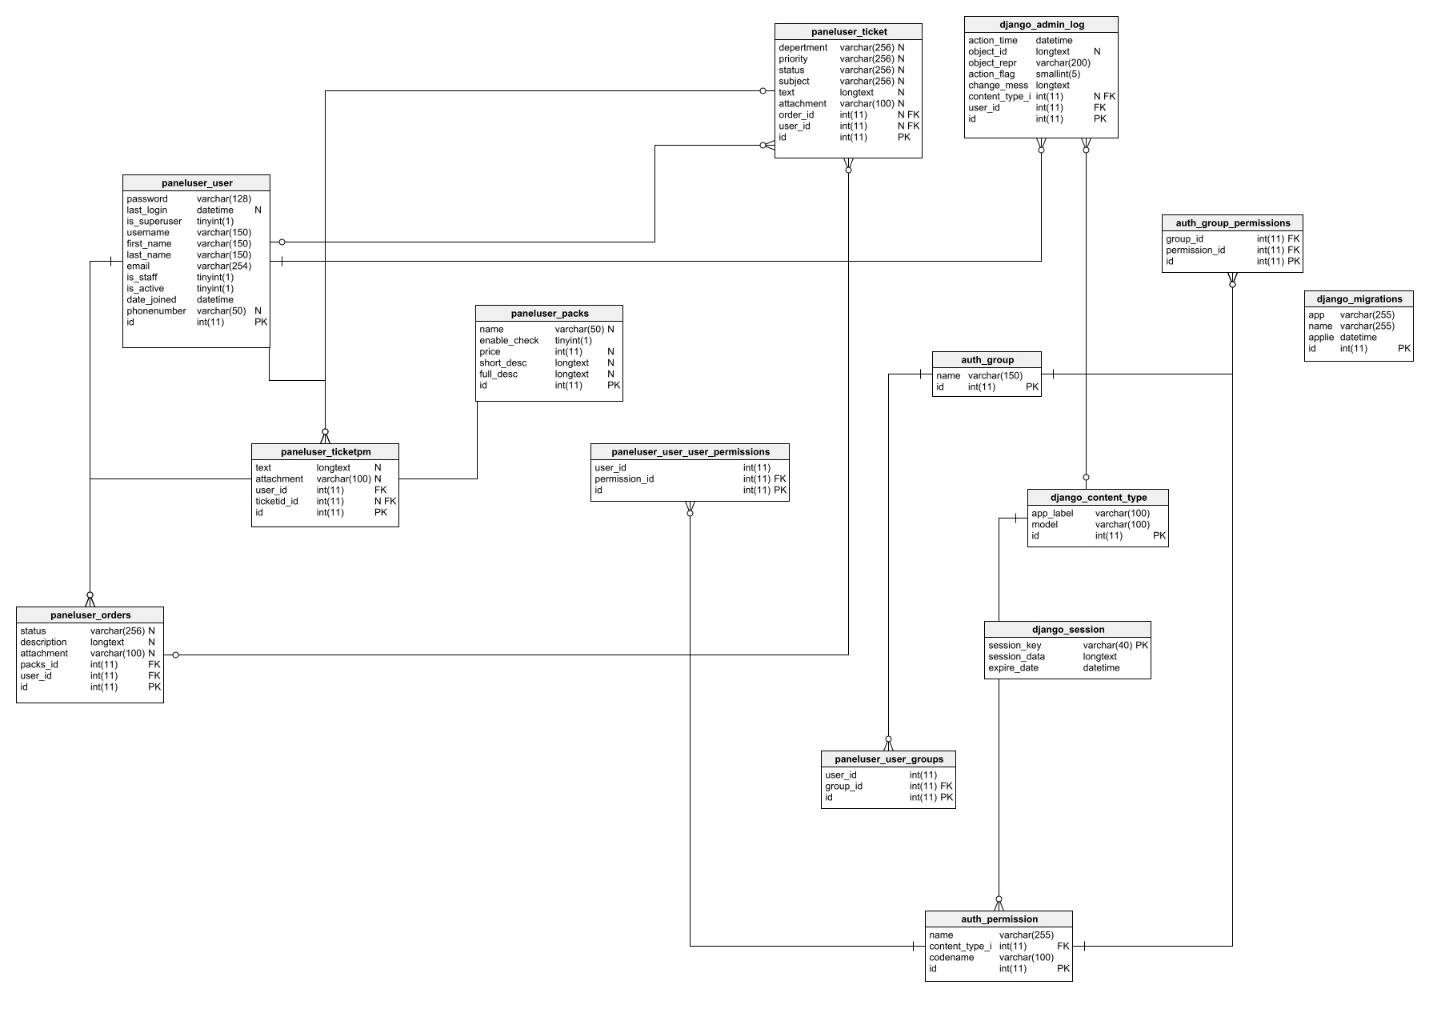 paneluser_ticket
depertment varchar(256) N
priority varchar(256) N
status varchar(256) N
subject varchar(256) N
text longtext N
attachment varchar(100) N
order_id int(11) N FK
user_id int(11) N FK
id int(11) PK
django_admin_log
action_time datetime
object_id longtext N
object_repr varchar(200)
action_flag smallint(5)
change_mess longtext
content_type_i int(11) N FK
user_id int(11) FK
id int(11) PK
paneluser_user
password varchar(128)
last_login datetime N
is_superuser tinyint(1)
username varchar(150)
first_name varchar(150)
last_name varchar(150)
email varchar(254)
is_staff tinyint(1)
is_active tinyint(1)
date_joined datetime
phonenumber varchar(50) N
id int(11) PK
auth_group_permissions
group_id int(11) FK
permission_id int(11) FK
id int(11) PK
django_migrations
app varchar(255)
name varchar(255)
applie datetime
id int(11) PK
paneluser_packs
name varchar(50) N
enable_check tinyint(1)
price int(11) N
short_desc longtext N
full_desc longtext N
id int(11) PK
auth_group
name varchar(150)
id int(11) PK
paneluser_ticketpm
text longtext N
attachment varchar(100) N
user_id int(11) FK
ticketid_id int(11) N FK
id int(11) PK
paneluser_user_user_permissions
user_id int(11)
permission_id int(11) FK
id int(11) PK
django_content_type
app_label varchar(100)
model varchar(100)
id int(11) PK
paneluser_orders
status varchar(256) N
description longtext N
attachment varchar(100) N
packs_id int(11) FK
user_id int(11) FK
id int(11) PK
django_session
session_key varchar(40) PK
session_data longtext
expire_date datetime
paneluser_user_groups
user_id int(11)
group_id int(11) FK
id int(11) PK
auth_permission
name varchar(255)
content_type_i int(11) FK
codename varchar(100)
id int(11) PK